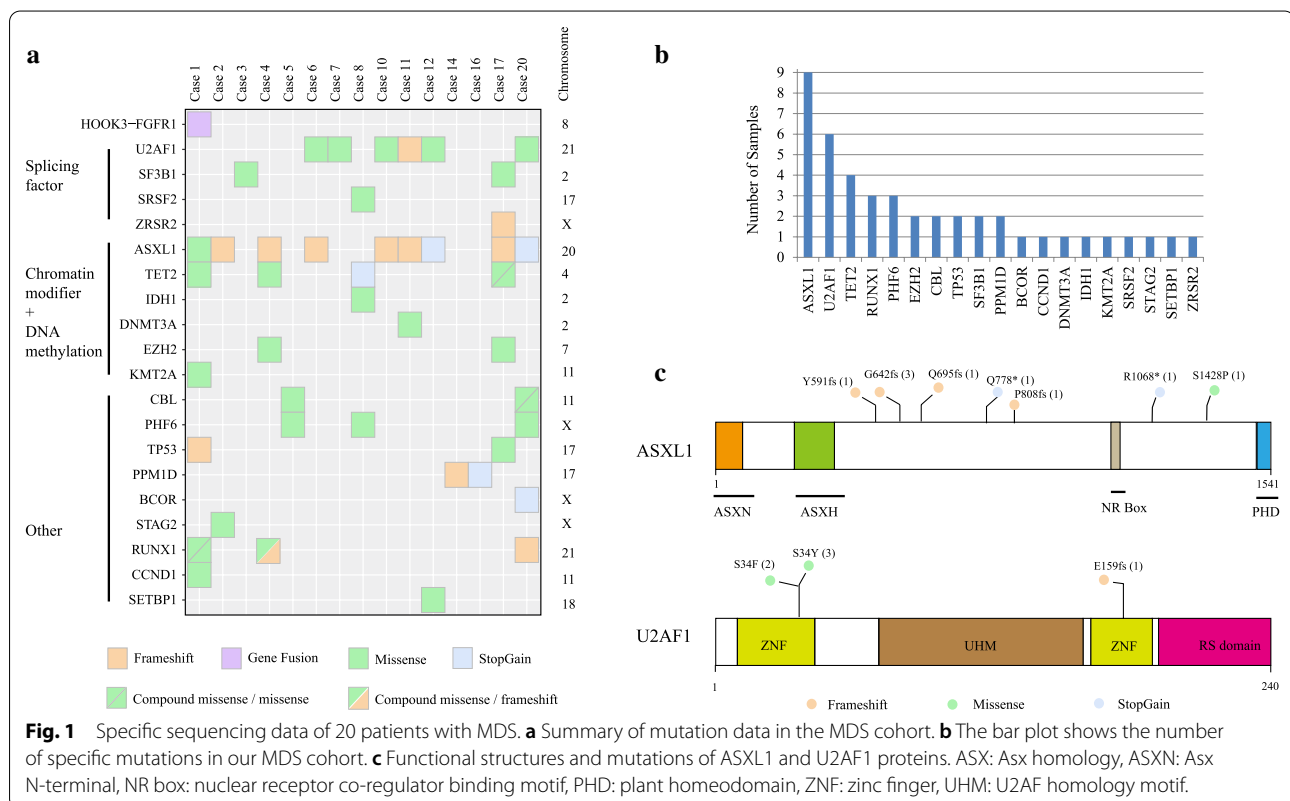 a
Case 1
Case 2
Case 3
Case 4
Case 5
Case 6
Case 7
Case 8
Case 10
Case 11
Case 12
Case 14
Case 16
Case 17
Case 20
Chromosome
HOOK3-FGFR1 8
Splicing
factor
U2AF1 21
SF3B1 2
SRSF2 17
ZRSR2 X
Chromatin
modifier
+
DNA
methylation
ASXL1 20
TET2 4
IDH1 2
DNMT3A 2
EZH2 7
KMT2A 11
Other
CBL 11
PHF6 X
TP53 17
PPM1D 17
BCOR X
STAG2 X
RUNX1 21
CCND1 11
SETBP1 18
Frameshift
Gene Fusion
Missense
StopGain
Compound missense / missense
Compound missense / frameshift
b
Number of Samples
9
8
7
6
5
4
3
2
1
0
ASXL1
U2AF1
TET2
RUNX1
PHF6
EZH2
CBL
TP53
SF3B1
PPM1D
BCOR
CCND1
DNMT3A
IDH1
KMT2A
SRSF2
STAG2
SETBP1
ZRSR2
c
Y591fs (1)
G642fs (3)
Q695fs (1)
Q778* (1)
P808fs (1)
R1068* (1)
S1428P (1)
ASXL1
1
1541
ASXN
ASXH
NR Box
PHD
S34F (2)
S34Y (3)
E159fs (1)
U2AF1
ZNF
UHM
ZNF
RS domain
1
240
Frameshift
Missense
StopGain
Fig. 1 Specific sequencing data of 20 patients with MDS. a Summary of mutation data in the MDS cohort. b The bar plot shows the number
of specific mutations in our MDS cohort. c Functional structures and mutations of ASXL1 and U2AF1 proteins. ASX: Asx homology, ASXN: Asx
N-terminal, NR box: nuclear receptor co-regulator binding motif, PHD: plant homeodomain, ZNF: zinc finger, UHM: U2AF homology motif.